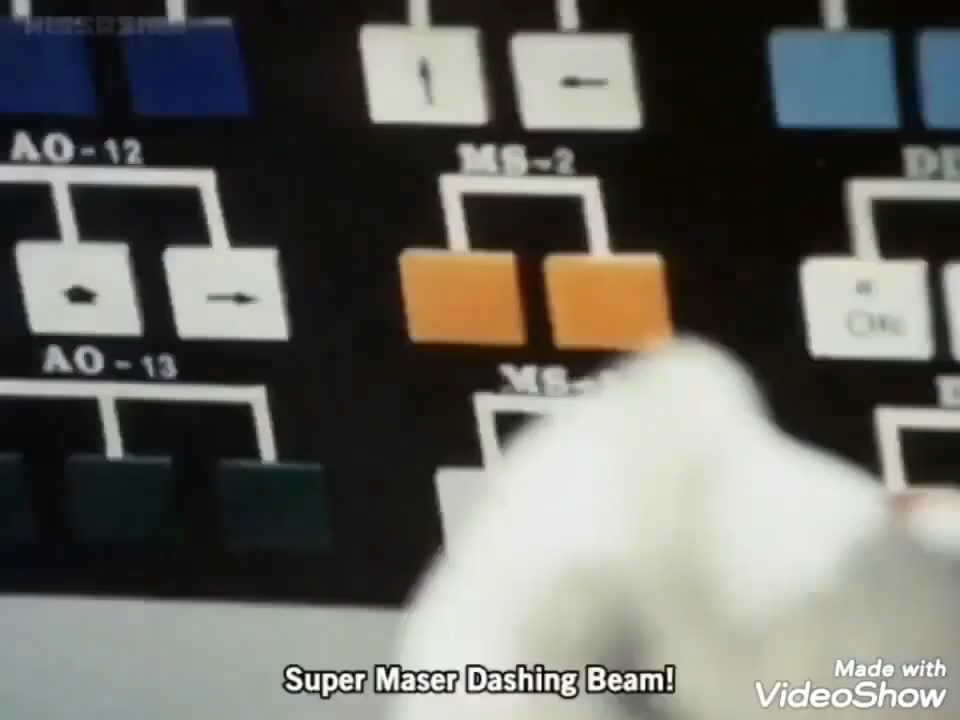 AO-12
MS-2
AO-13
ON
Super Maser Dashing Beam!
Made with
VideoShow